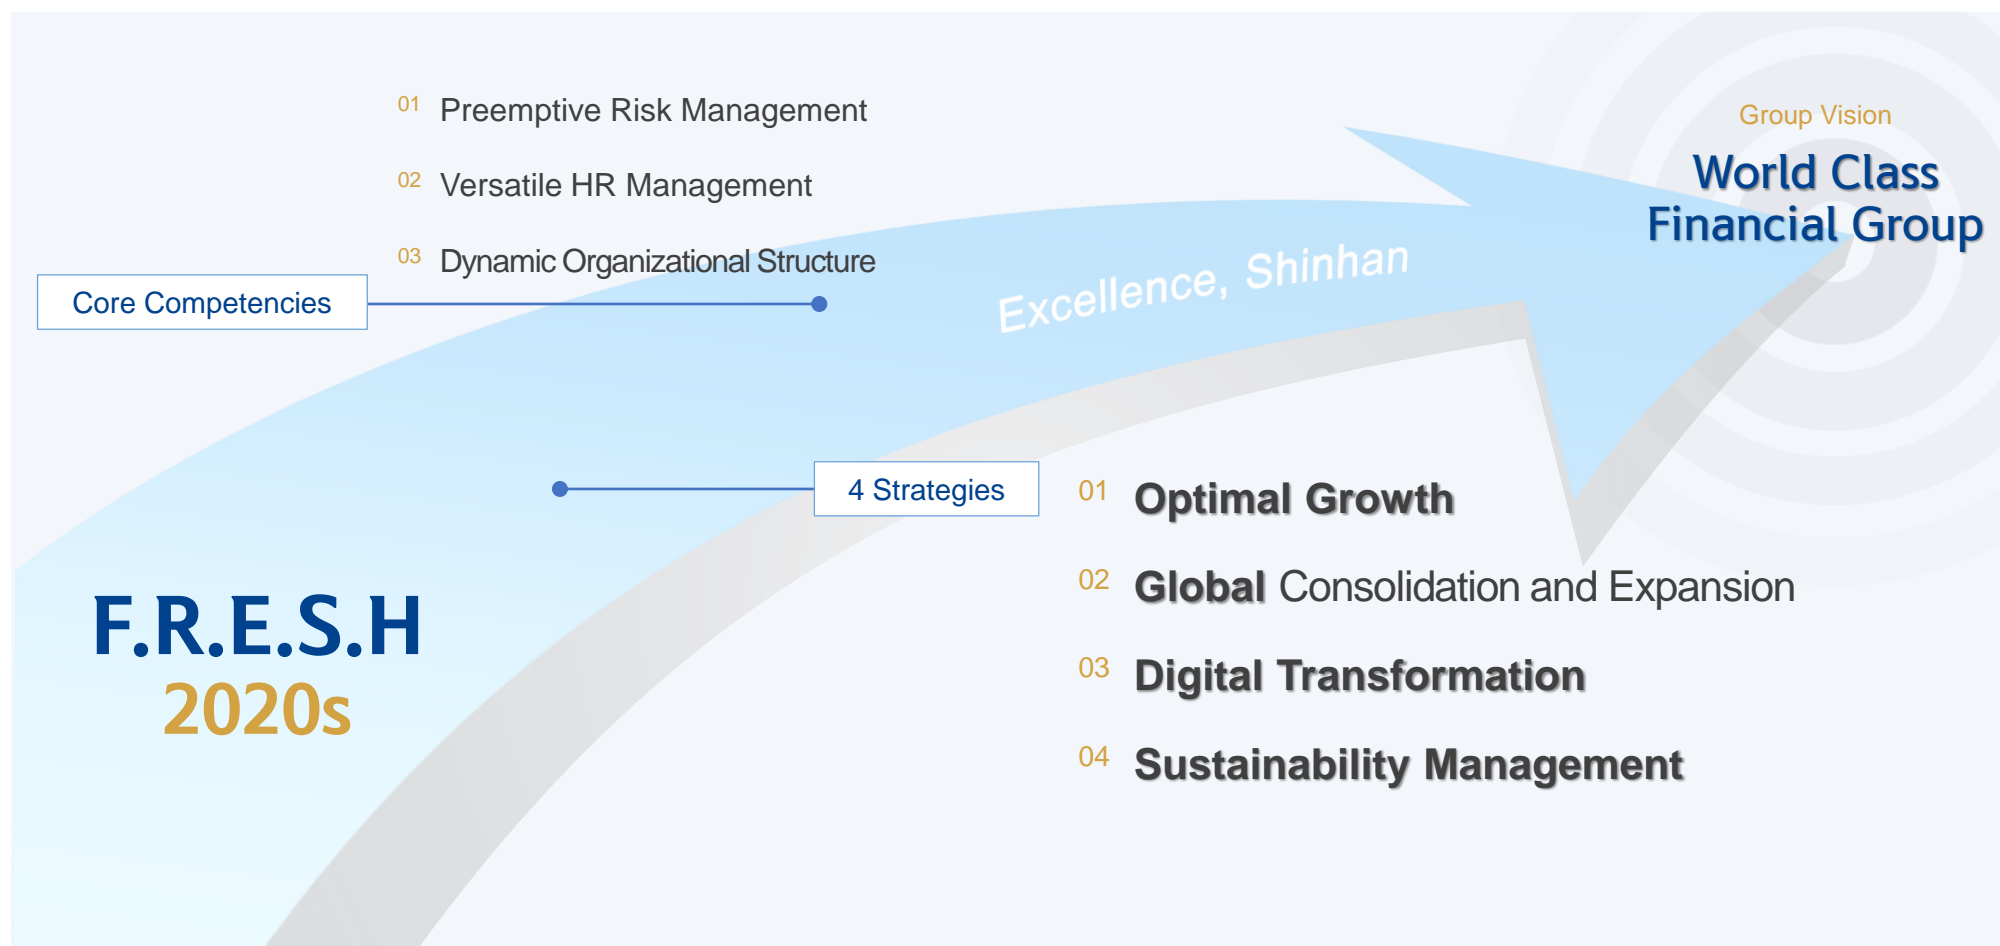 01 Preemptive Risk Management
02 Versatile HR Management
03 Dynamic Organizational Structure
Core Competencies
Group Vision
World Class
Financial Group
Excellence, Shinhan
4 Strategies
01 Optimal Growth
02 Global Consolidation and Expansion
03 Digital Transformation
04 Sustainability Management
F.R.E.S.H
2020s